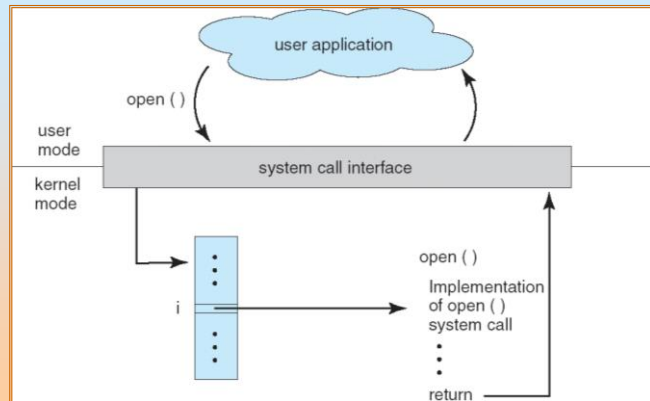 user application
open ( )
user
mode
system call interface
kernel
mode
open ( )
i
Implementation
of open ( )
system call
return